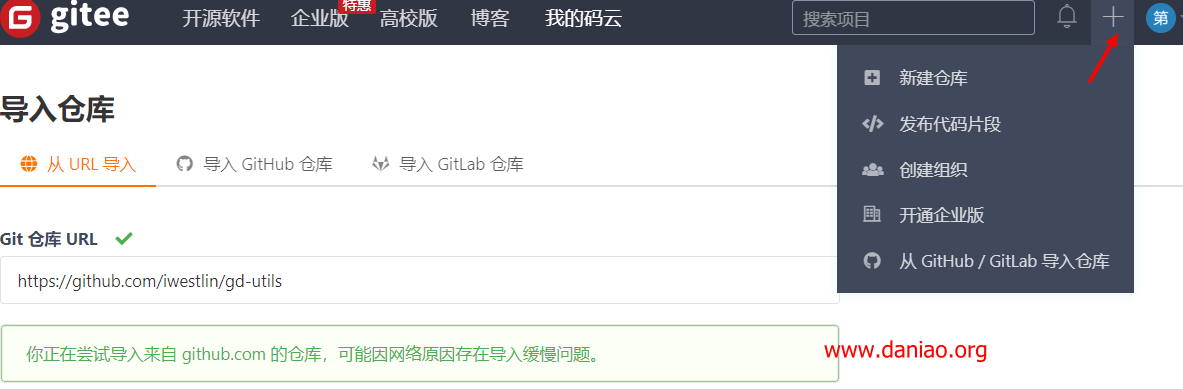 gitee 开源软件 企业版 特惠 高校版 博客 我的码云 搜索项目 第
新建仓库
发布代码片段
创建组织
开通企业版
从 GitHub / GitLab 导入仓库
导入仓库
从 URL 导入 导入 GitHub 仓库 导入 GitLab 仓库
Git 仓库 URL
https://github.com/iwestlin/gd-utils
你正在尝试导入来自 github.com 的仓库，可能因网络原因存在导入缓慢问题。
www.daniao.org